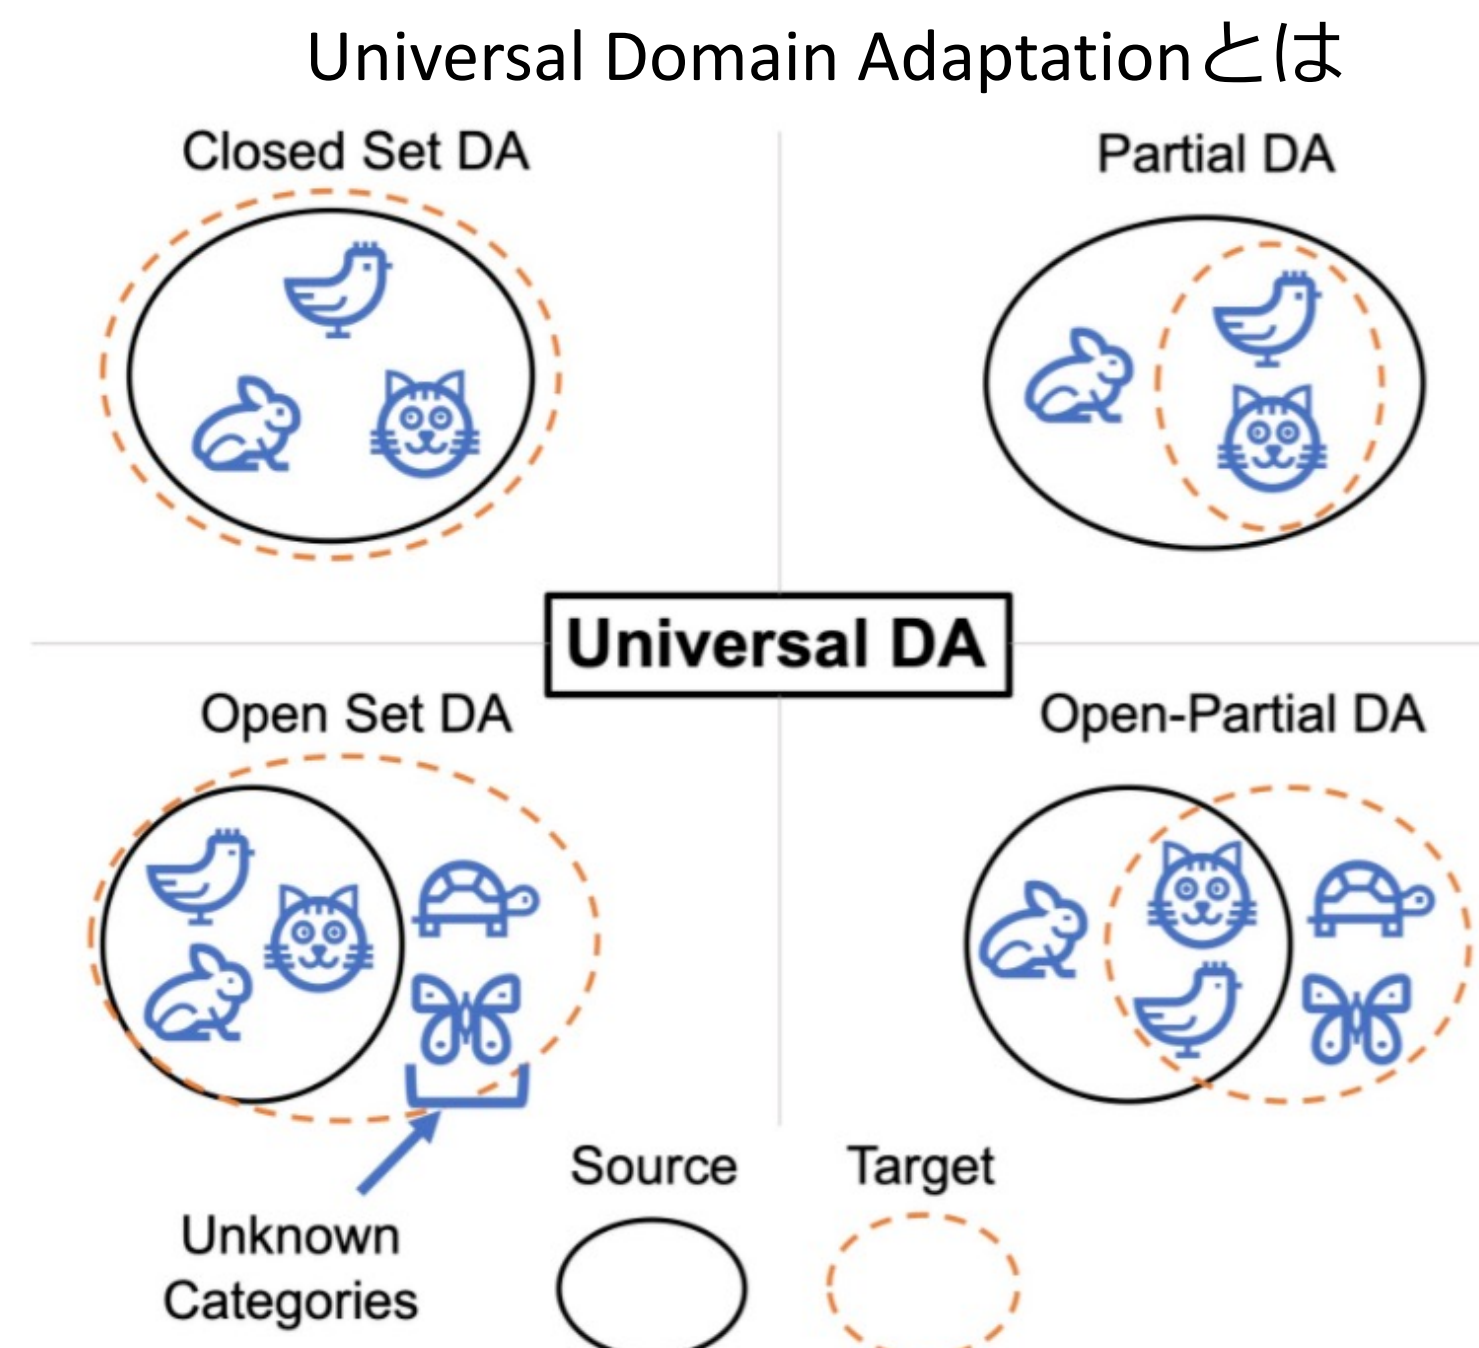 Universal Domain Adaptationとは
Closed Set DA
Partial DA
Universal DA
Open Set DA
Open-Partial DA
Source
Target
Unknown
Categories